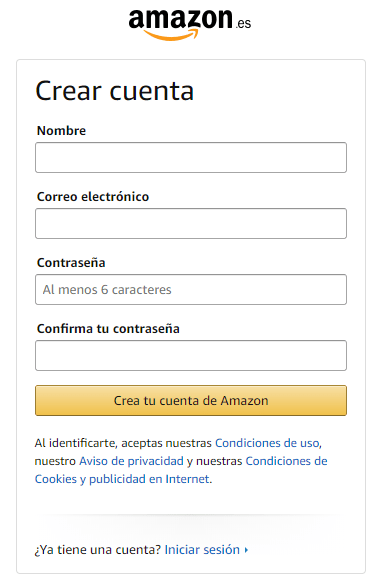 amazon.es
Crear cuenta
Nombre
Correo electrónico
Contraseña
Al menos 6 caracteres
Confirma tu contraseña
Crea tu cuenta de Amazon
Al identificarte, aceptas nuestras Condiciones de uso,
nuestro Aviso de privacidad y nuestras Condiciones de
Cookies y publicidad en Internet.
¿Ya tiene una cuenta? Iniciar sesión